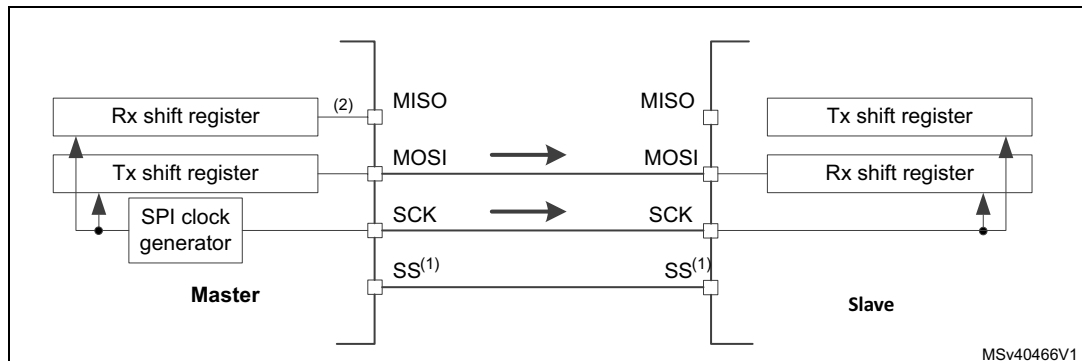 Rx shift register
(2)
MISO
MISO
Tx shift register
Tx shift register
MOSI
MOSI
Rx shift register
SPI clock
generator
SCK
SCK
SS(1)
SS(1)
Master
Slave
MSv40466V1